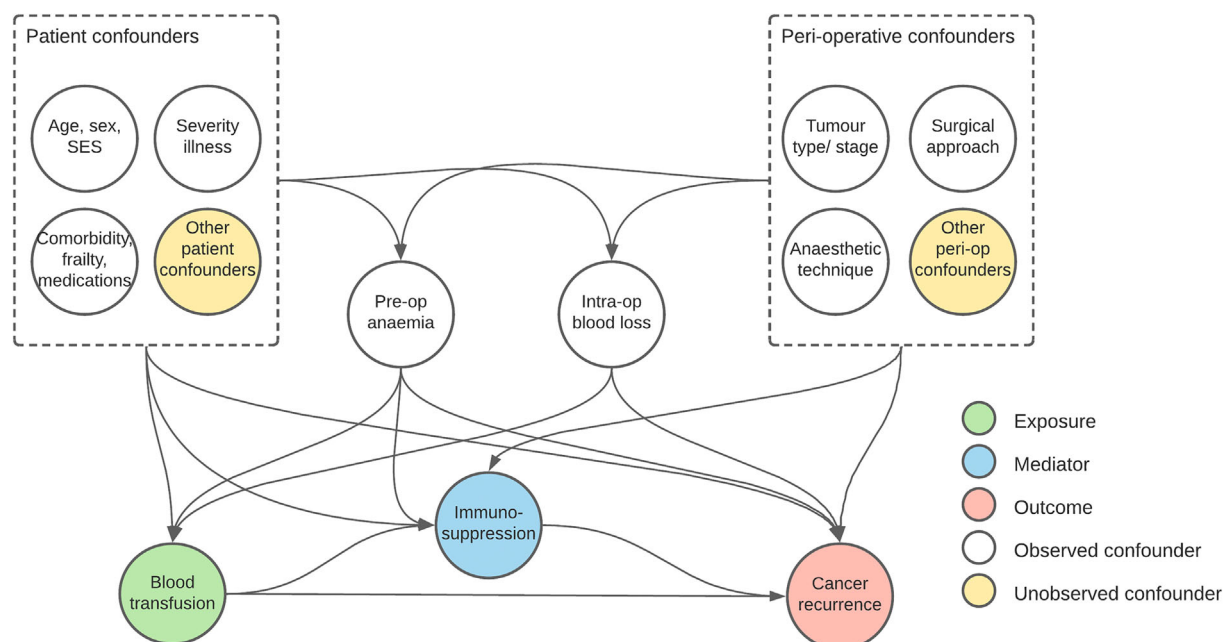 Patient confounders
Age, sex,
SES
Severity
illness
Comorbidity,
frailty,
medications
Other
patient
confounders
Peri-operative confounders
Tumour
type/ stage
Surgical
approach
Anaesthetic
technique
Other
peri-op
confounders
Pre-op
anaemia
Intra-op
blood loss
Immuno-
suppression
Blood
transfusion
Cancer
recurrence
Exposure
Mediator
Outcome
Observed confounder
Unobserved confounder